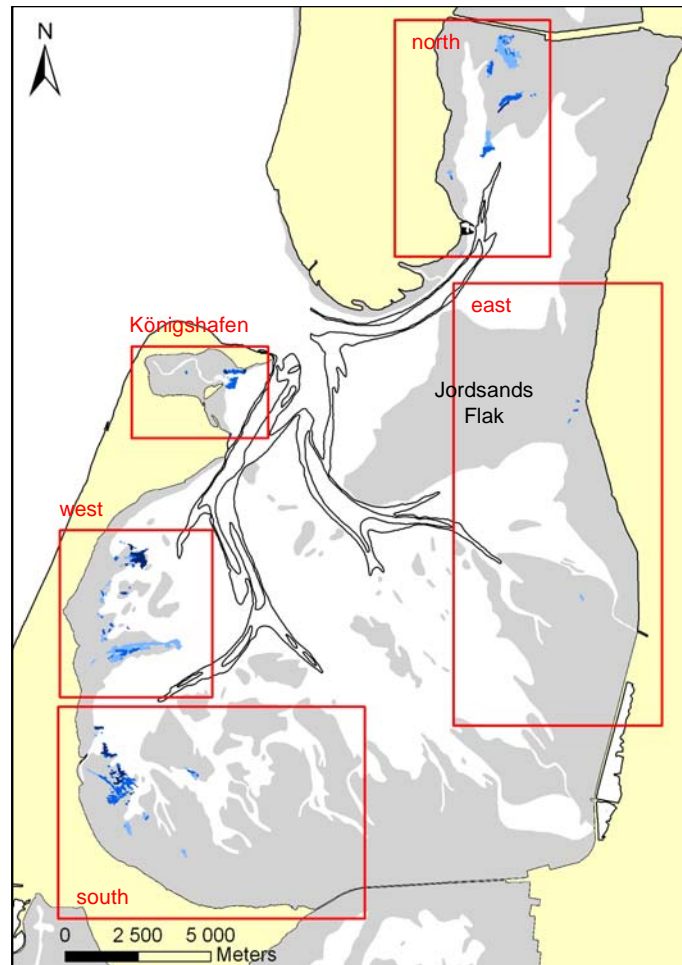 N
north
east
Königshafen
Jordsands
Flak
west
south
0 2 500 5 000
Meters